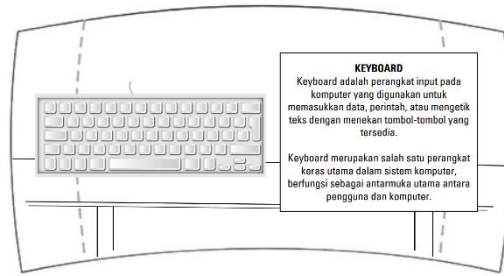 KEYBOARD
Keyboard adalah perangkat input pada
komputer yang digunakan untuk
memasukkan data, perintah, atau mengetik
teks dengan menekan tombol-tombol yang
tersedia.
Keyboard merupakan salah satu perangkat
keras utama dalam sistem komputer,
berfungsi sebagai antarmuka utama antara
pengguna dan komputer.